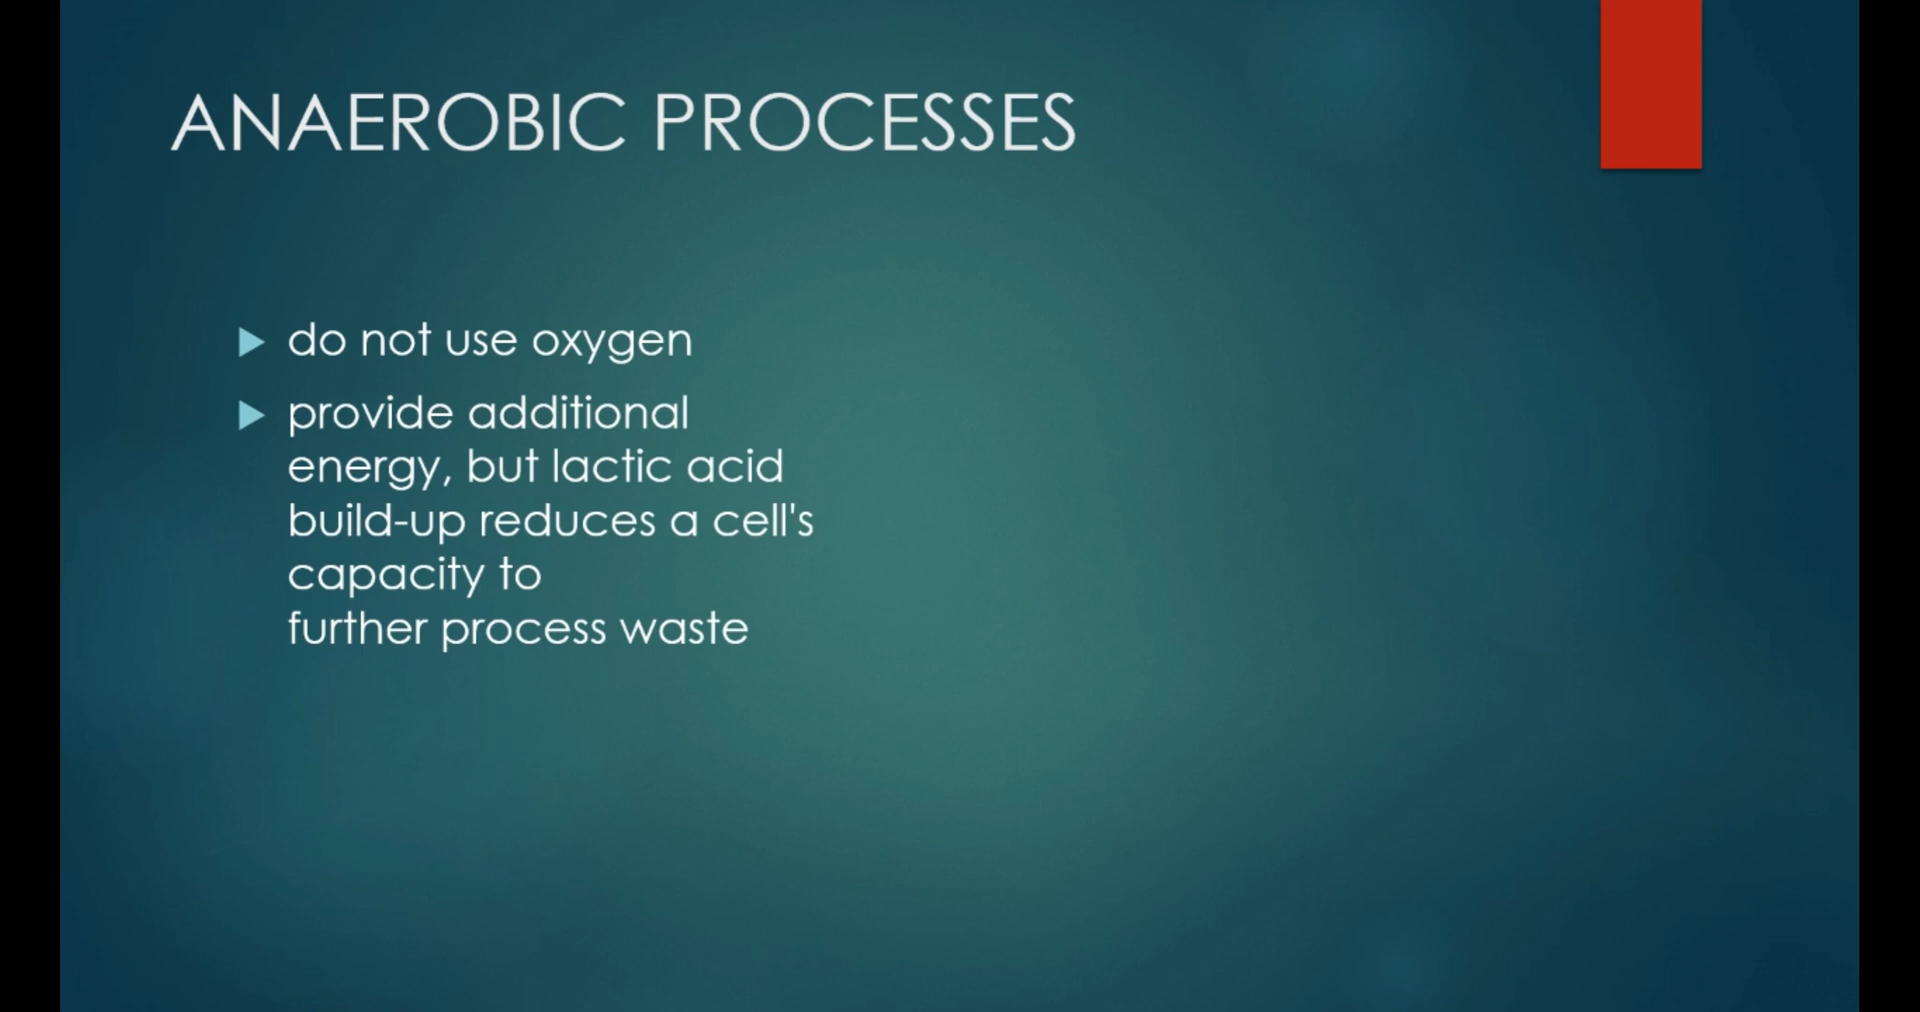 ANAEROBIC PROCESSES
do not use oxygen
provide additional
energy, but lactic acid
build-up reduces a cell's
capacity to
further process waste